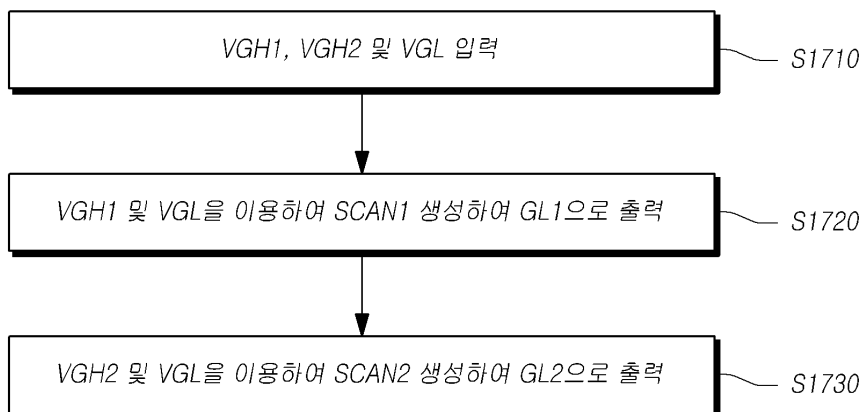 VGH1, VGH2 및 VGL 입력
S1710
VGH1 및 VGL을 이용하여 SCAN1 생성하여 GL1으로 출력
S1720
VGH2 및 VGL을 이용하여 SCAN2 생성하여 GL2으로 출력
S1730